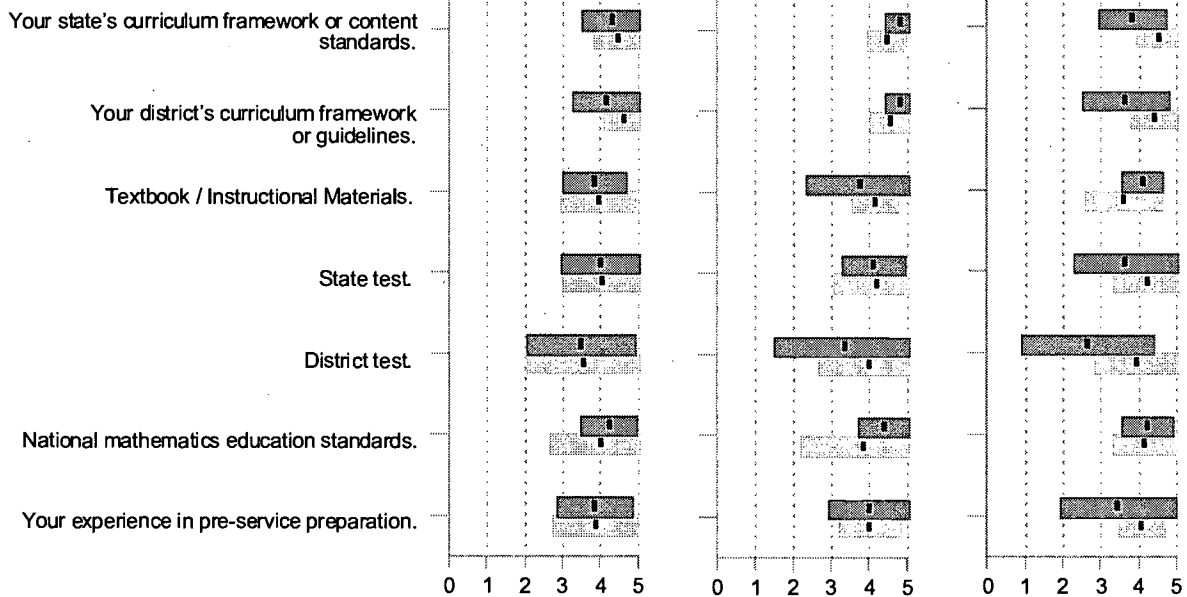 Your state's curriculum framework or content
standards.
Your district's curriculum framework
or guidelines.
Textbook / Instructional Materials.
State test.
District test.
National mathematics education standards.
Your experience in pre-service preparation.
0 1 2 3 4 5 0 1 2 3 4 5 0 1 2 3 4 5